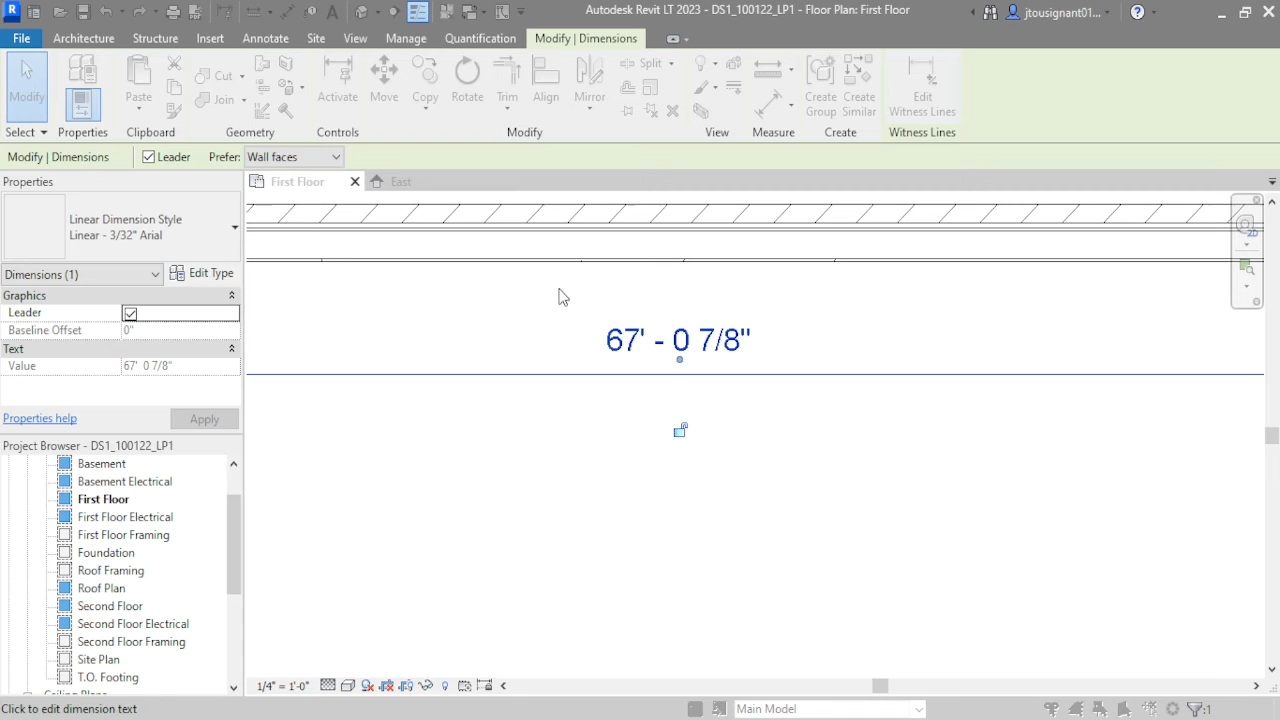 R
Autodesk Revit LT 2023 - DS1_100122_LP1 - Floor Plan: First Floor
jtousignant01...
File Architecture Structure Insert Annotate Site View Manage Quantification Modify | Dimensions
Modify Paste Cut Join Activate Move Copy Rotate Trim Align Mirror Split Create Group Create Similar Edit Witness Lines
Select Properties Clipboard Geometry Controls Modify View Measure Create Witness Lines
Modify | Dimensions Leader Prefer: Wall faces
Properties
First Floor East
Linear Dimension Style
Linear - 3/32" Arial
2D
Dimensions (1) Edit Type
Graphics
Leader
Baseline Offset 0"
Text
Value 67' 0 7/8"
67' - 0 7/8"
Properties help Apply
Project Browser - DS1_100122_LP1
Basement
Basement Electrical
First Floor
First Floor Electrical
First Floor Framing
Foundation
Roof Framing
Roof Plan
Second Floor
Second Floor Electrical
Second Floor Framing
Site Plan
T.O. Footing
Ceiling Plans
1/4" = 1'-0"
Click to edit dimension text
Main Model
:1